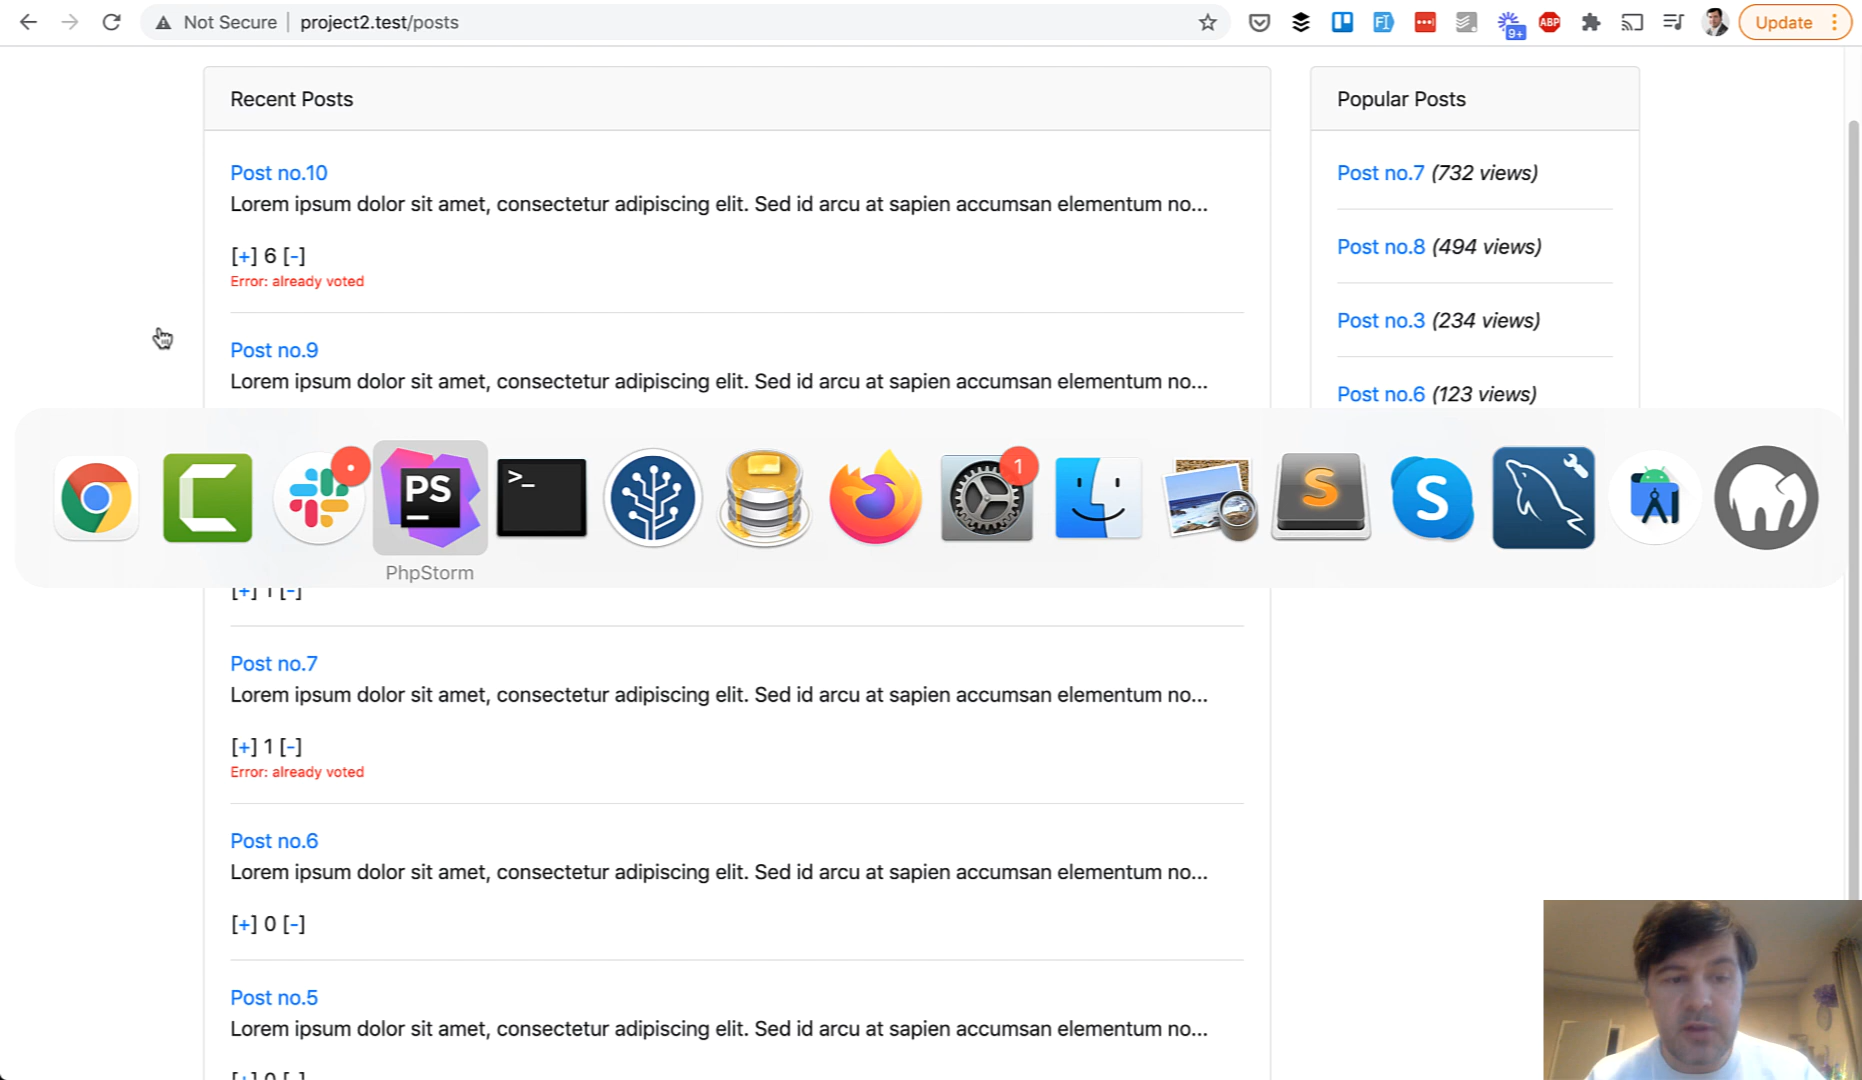 Not Secure | project2.test/posts
9+
ABP
Update
Recent Posts
Post no.10
Lorem ipsum dolor sit amet, consectetur adipiscing elit. Sed id arcu at sapien accumsan elementum no...
[+] 6 [-]
Error: already voted
Post no.9
Lorem ipsum dolor sit amet, consectetur adipiscing elit. Sed id arcu at sapien accumsan elementum no...
Popular Posts
Post no.7 (732 views)
Post no.8 (494 views)
Post no.3 (234 views)
Post no.6 (123 views)
PS
>_
1
S
S
PhpStorm
[+] 1 [-]
Post no.7
Lorem ipsum dolor sit amet, consectetur adipiscing elit. Sed id arcu at sapien accumsan elementum no...
[+] 1 [-]
Error: already voted
Post no.6
Lorem ipsum dolor sit amet, consectetur adipiscing elit. Sed id arcu at sapien accumsan elementum no...
[+] 0 [-]
Post no.5
Lorem ipsum dolor sit amet, consectetur adipiscing elit. Sed id arcu at sapien accumsan elementum no...
[+] 0 [-]